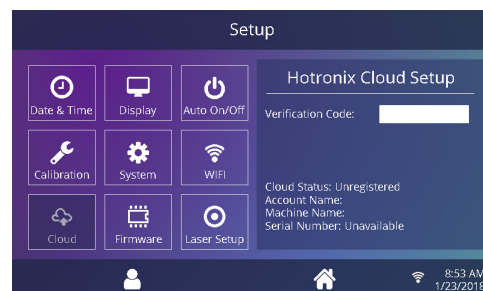 Setup
Date & Time
Display
Auto On/Off
Calibration
System
WIFI
Cloud
Firmware
Laser Setup
Hotronix Cloud Setup
Verification Code:
Cloud Status: Unregistered
Account Name:
Machine Name:
Serial Number: Unavailable
8:53 AM
1/23/2018